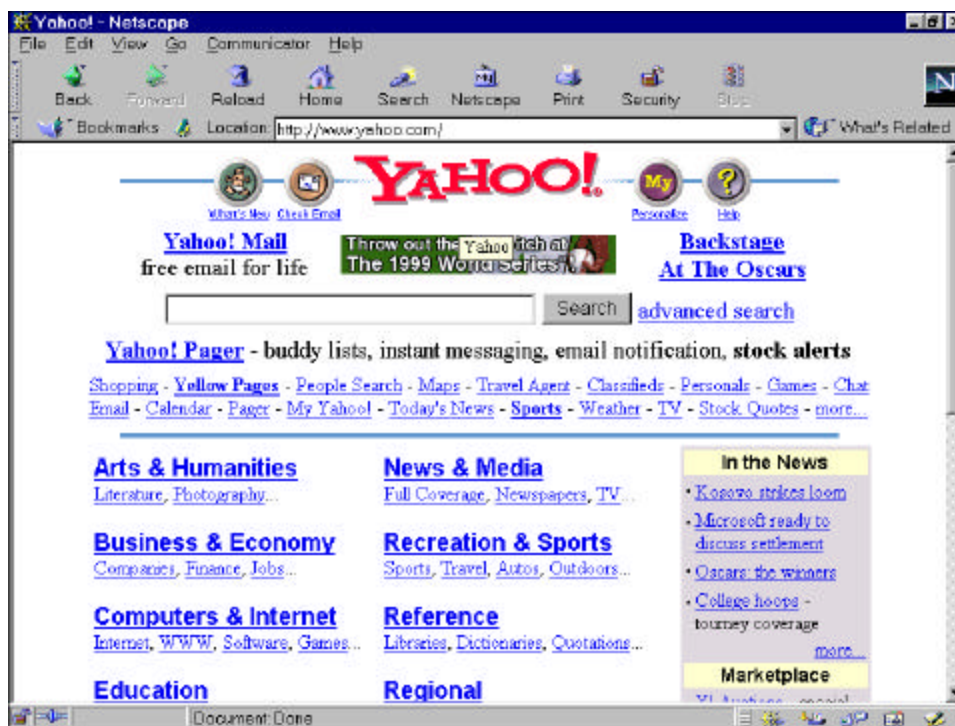 Yahoo! - Netscape
File Edit View Go Communicator Help
Back Forward Reload Home Search Netscape Print Security Stop
Bookmarks Location: http://www.yahoo.com/ What's Related
YAHOO!
My ?
What's New Check Email Personalize Help
Yahoo! Mail
free email for life
Throw out the Yahoo itch at
The 1999 World Series
Backstage
At The Oscars
Search advanced search
Yahoo! Pager - buddy lists, instant messaging, email notification, stock alerts
Shopping - Yellow Pages - People Search - Maps - Travel Agent - Classifieds - Personals - Games - Chat
Email - Calendar - Pager - My Yahoo! - Today's News - Sports - Weather - TV - Stock Quotes - more...
Arts & Humanities
Literature, Photography...
Business & Economy
Companies, Finance, Jobs...
Computers & Internet
Internet, WWW, Software, Games...
Education
News & Media
Full Coverage, Newspapers, TV...
Recreation & Sports
Sports, Travel, Autos, Outdoors...
Reference
Libraries, Dictionaries, Quotations...
Regional
In the News
• Kosovo strikes loom
• Microsoft ready to
discuss settlement
• Oscars: the winners
• College hoops -
tourney coverage
more...
Marketplace
Document: Done